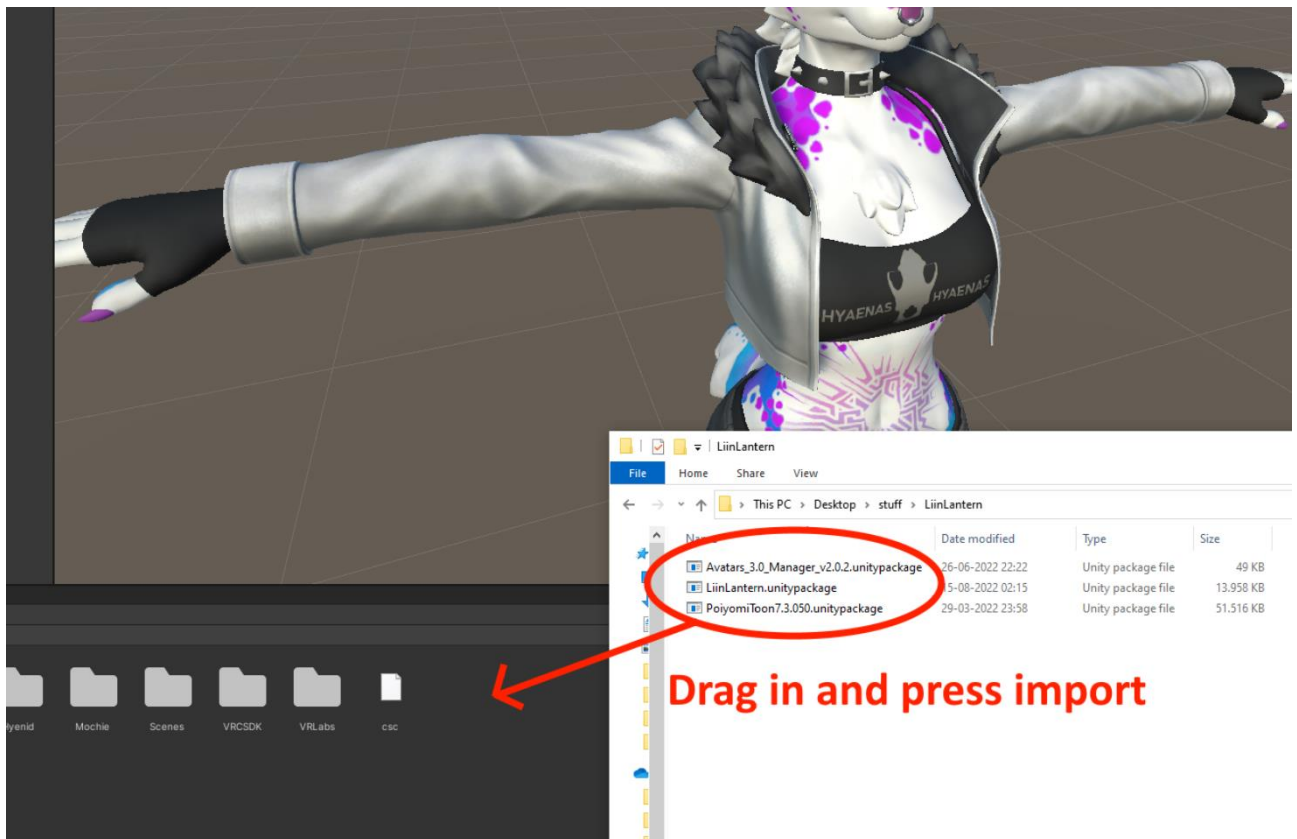 HYAENAS HYAENAS
LiinLantern
File Home Share View
This PC > Desktop > stuff > LiinLantern
Date modified Type Size
Avatars_3.0_Manager_v2.0.2.unitypackage 26-06-2022 22:22 Unity package file 49 KB
LiinLantern.unitypackage 15-08-2022 02:15 Unity package file 13.958 KB
PoiyomiToon7.3.050.unitypackage 29-03-2022 23:58 Unity package file 51.516 KB
Drag in and press import
yenid Mochie Scenes VRCSDK VRLabs csc